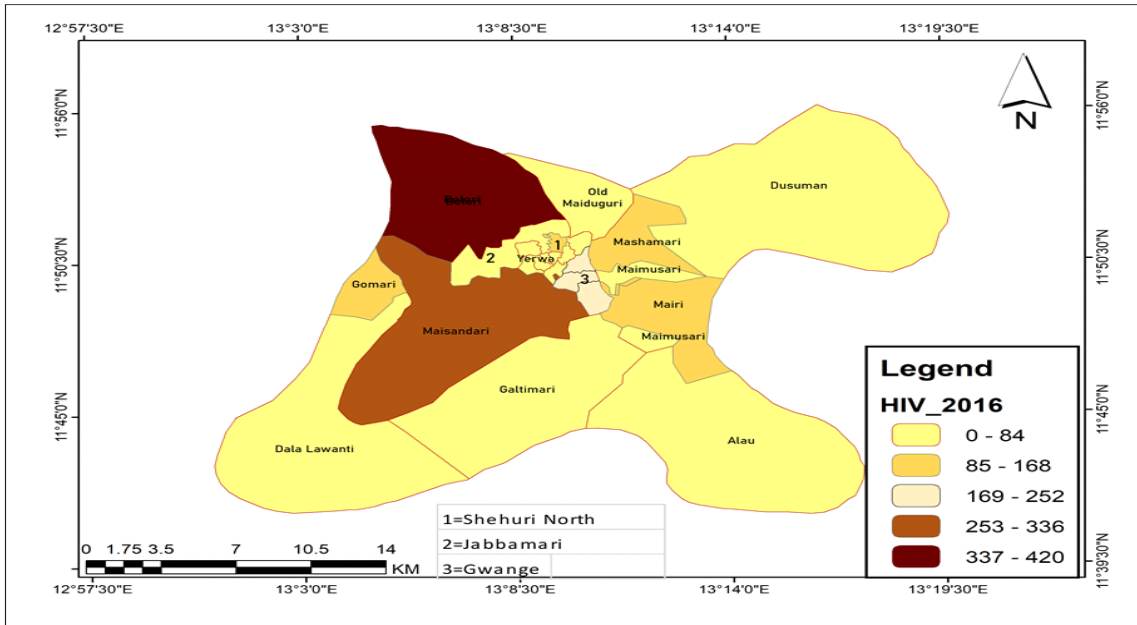 12°57'30"E 13°3'0"E 13°8'30"E 13°14'0"E 13°19'30"E
11°56'0"N
11°56'0"N
N
Dusuman
Old
Maiduguri
Bolori
Mashamari
1
2
Yerwa
11°50'30"N
11°50'30"N
Maimusari
3
Gomari
Mairi
Maisandari
Maimusari
Legend
Galtimari
HIV_2016
11°45'0"N
11°45'0"N
0 - 84
Dala Lawanti
Alau
85 - 168
169 - 252
1=Shehuri North
253 - 336
2=Jabbamari
0 1.75 3.5 7 10.5 14
KM
3=Gwange
337 - 420
11°39'30"N
12°57'30"E 13°3'0"E 13°8'30"E 13°14'0"E 13°19'30"E